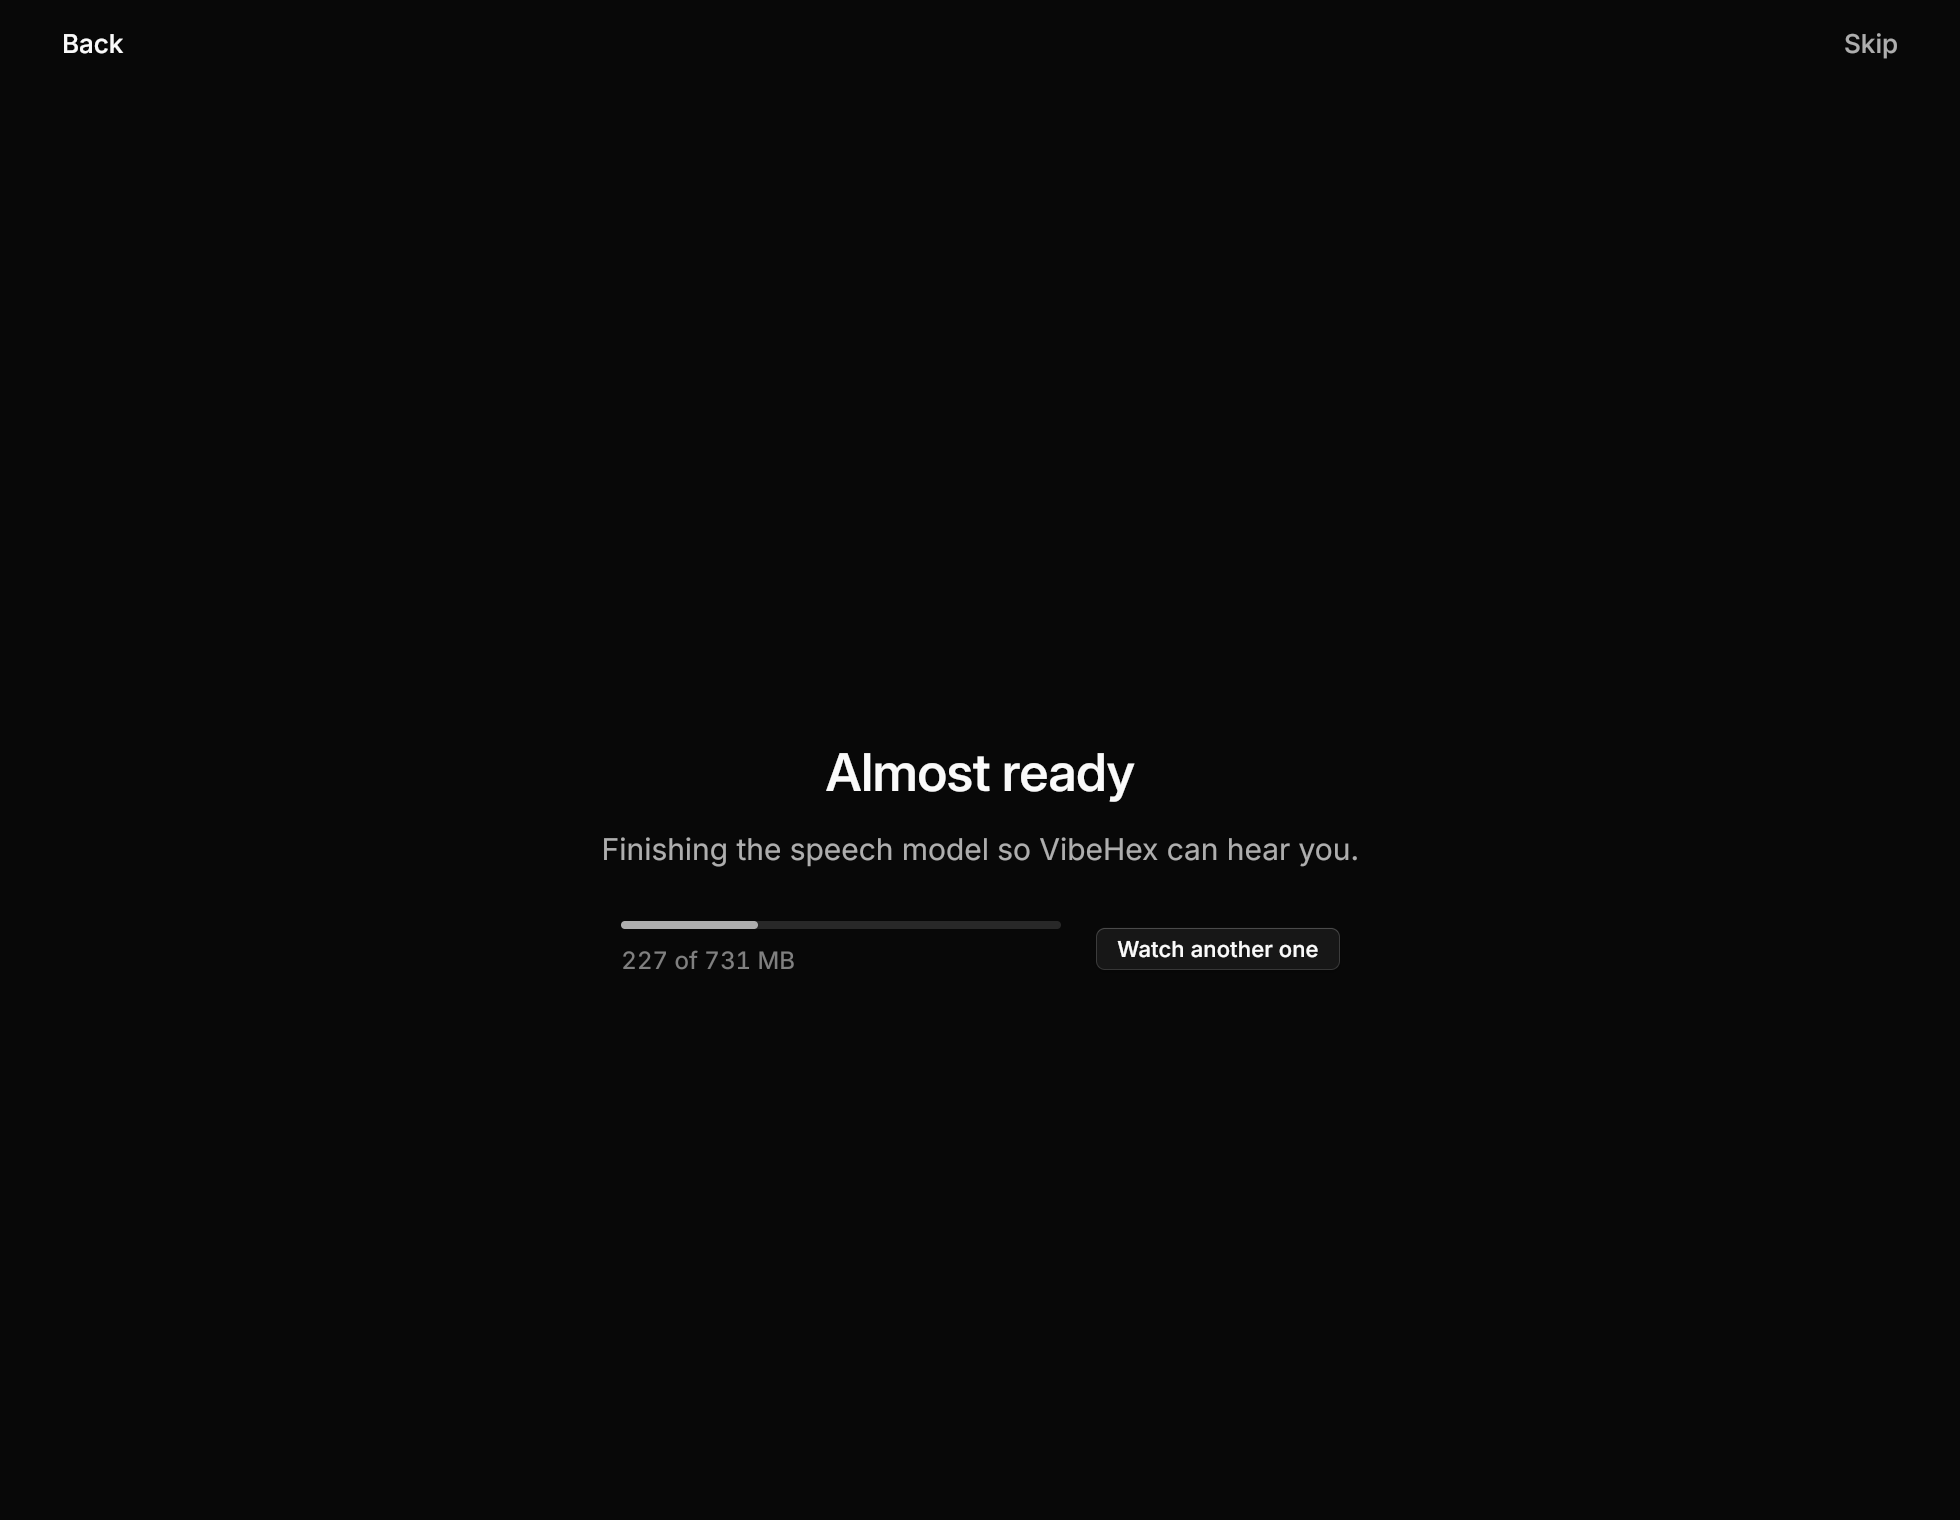 Back
Skip
Almost ready
Finishing the speech model so VibeHex can hear you.
227 of 731 MB
Watch another one